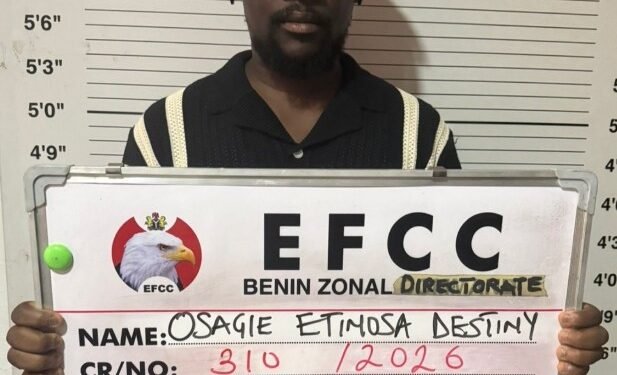 5'6"
5'3"
5'0"
4'9"
EFCC
EFCC
BENIN ZONAL DIRECTORATE
NAME: OSAGIE ETINOSA DESTINY
CR/NO: 310 /2026